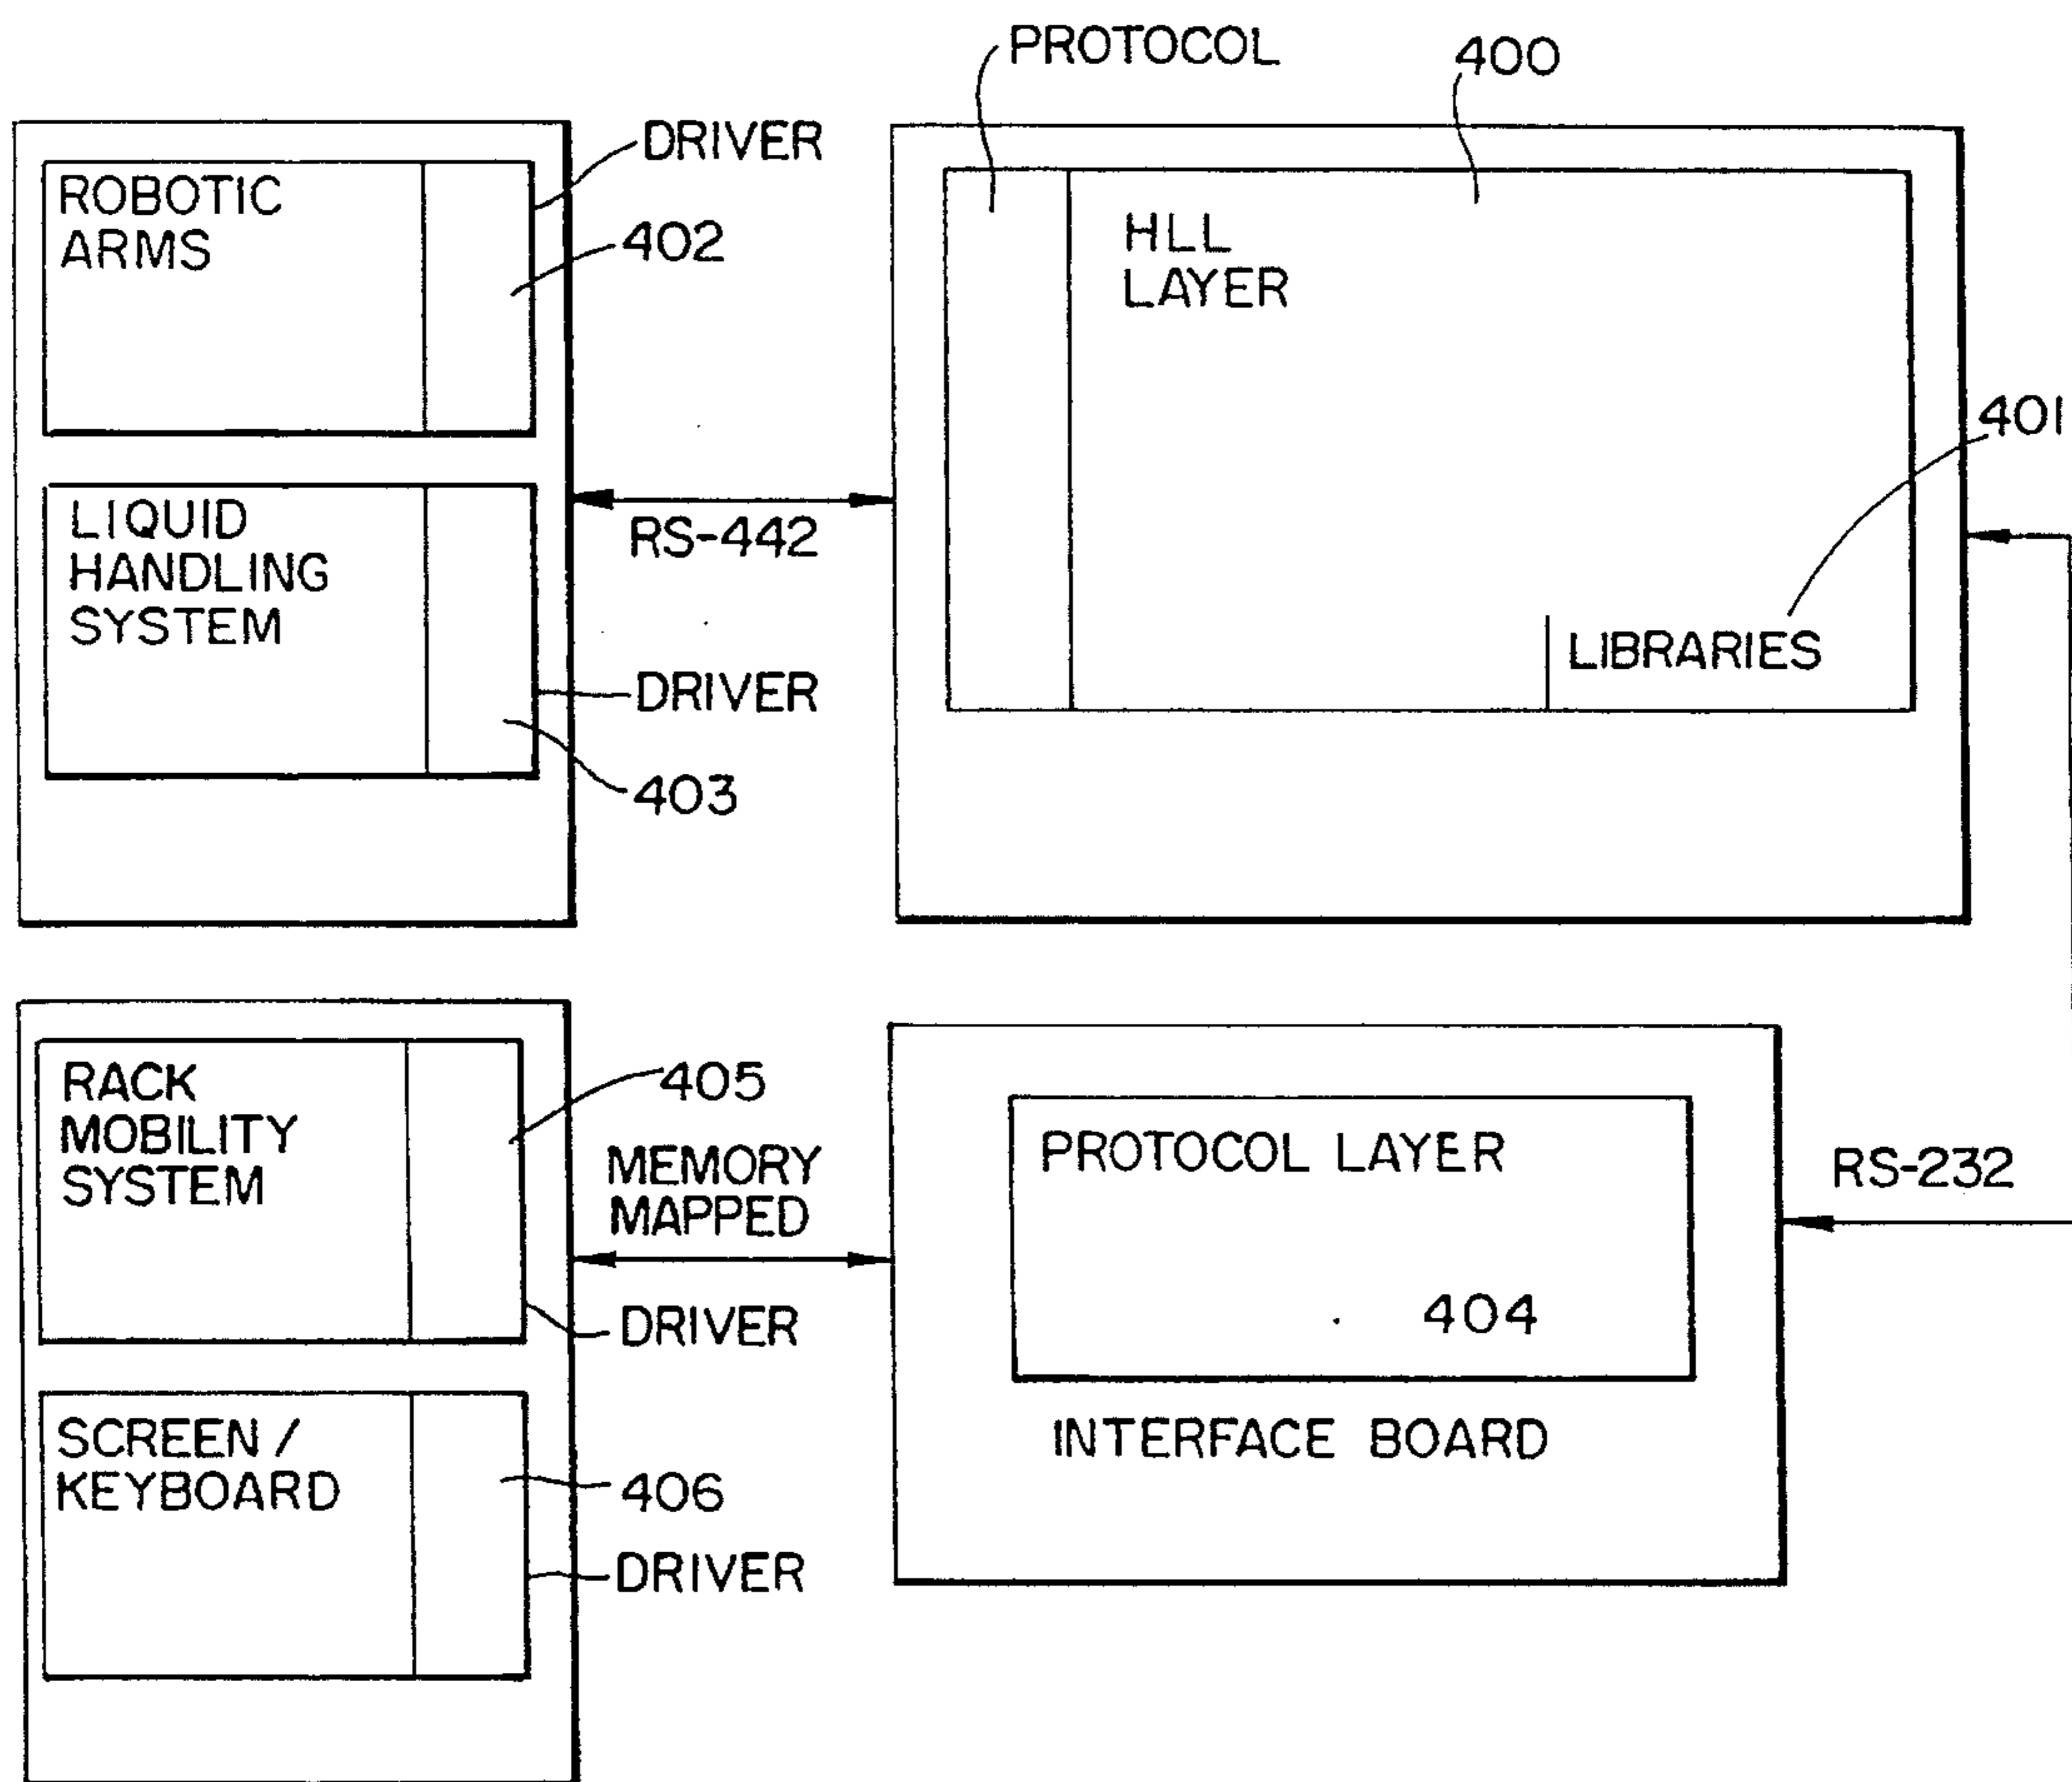 PROTOCOL
400
DRIVER
ROBOTIC
ARMS
402
HLL
LAYER
401
LIQUID
HANDLING
SYSTEM
RS-442
LIBRARIES
DRIVER
403
RACK
MOBILITY
SYSTEM
405
MEMORY
MAPPED
PROTOCOL LAYER
RS-232
404
DRIVER
SCREEN /
KEYBOARD
406
INTERFACE BOARD
DRIVER